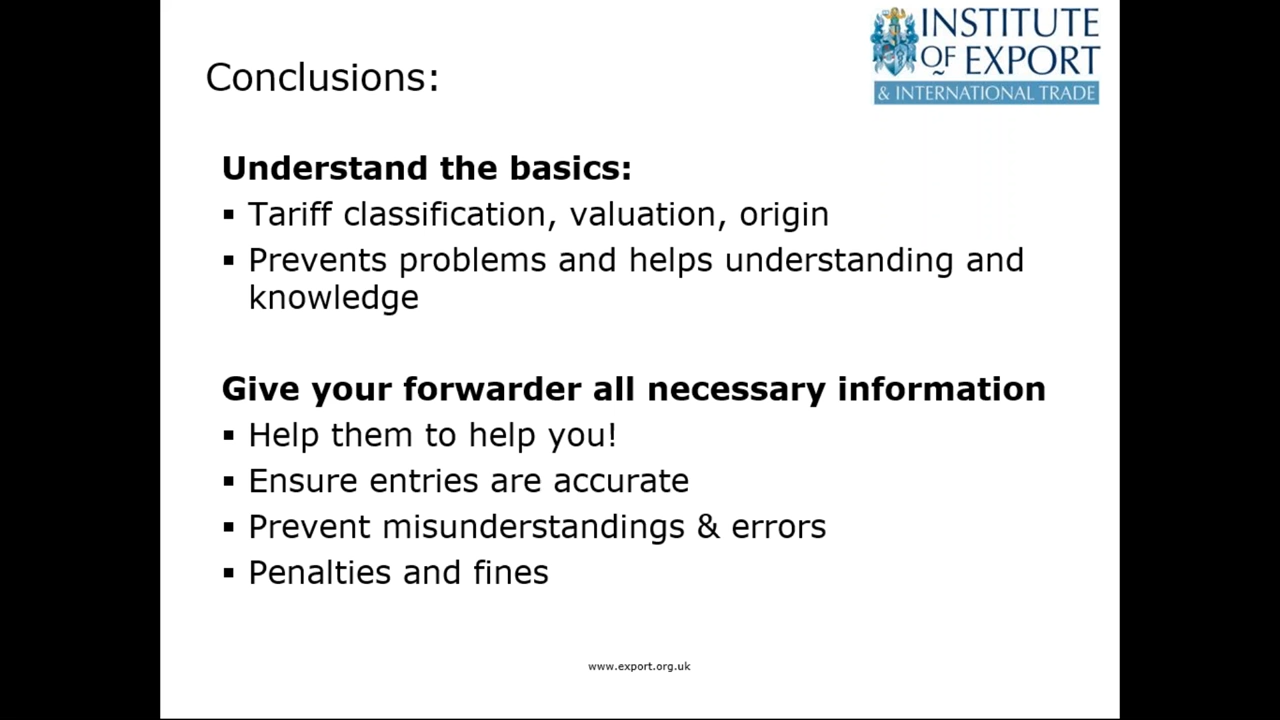 INSTITUTE
OF EXPORT
& INTERNATIONAL TRADE
Conclusions:
Understand the basics:
▪ Tariff classification, valuation, origin
▪ Prevents problems and helps understanding and
knowledge
Give your forwarder all necessary information
▪ Help them to help you!
▪ Ensure entries are accurate
▪ Prevent misunderstandings & errors
▪ Penalties and fines
www.export.org.uk